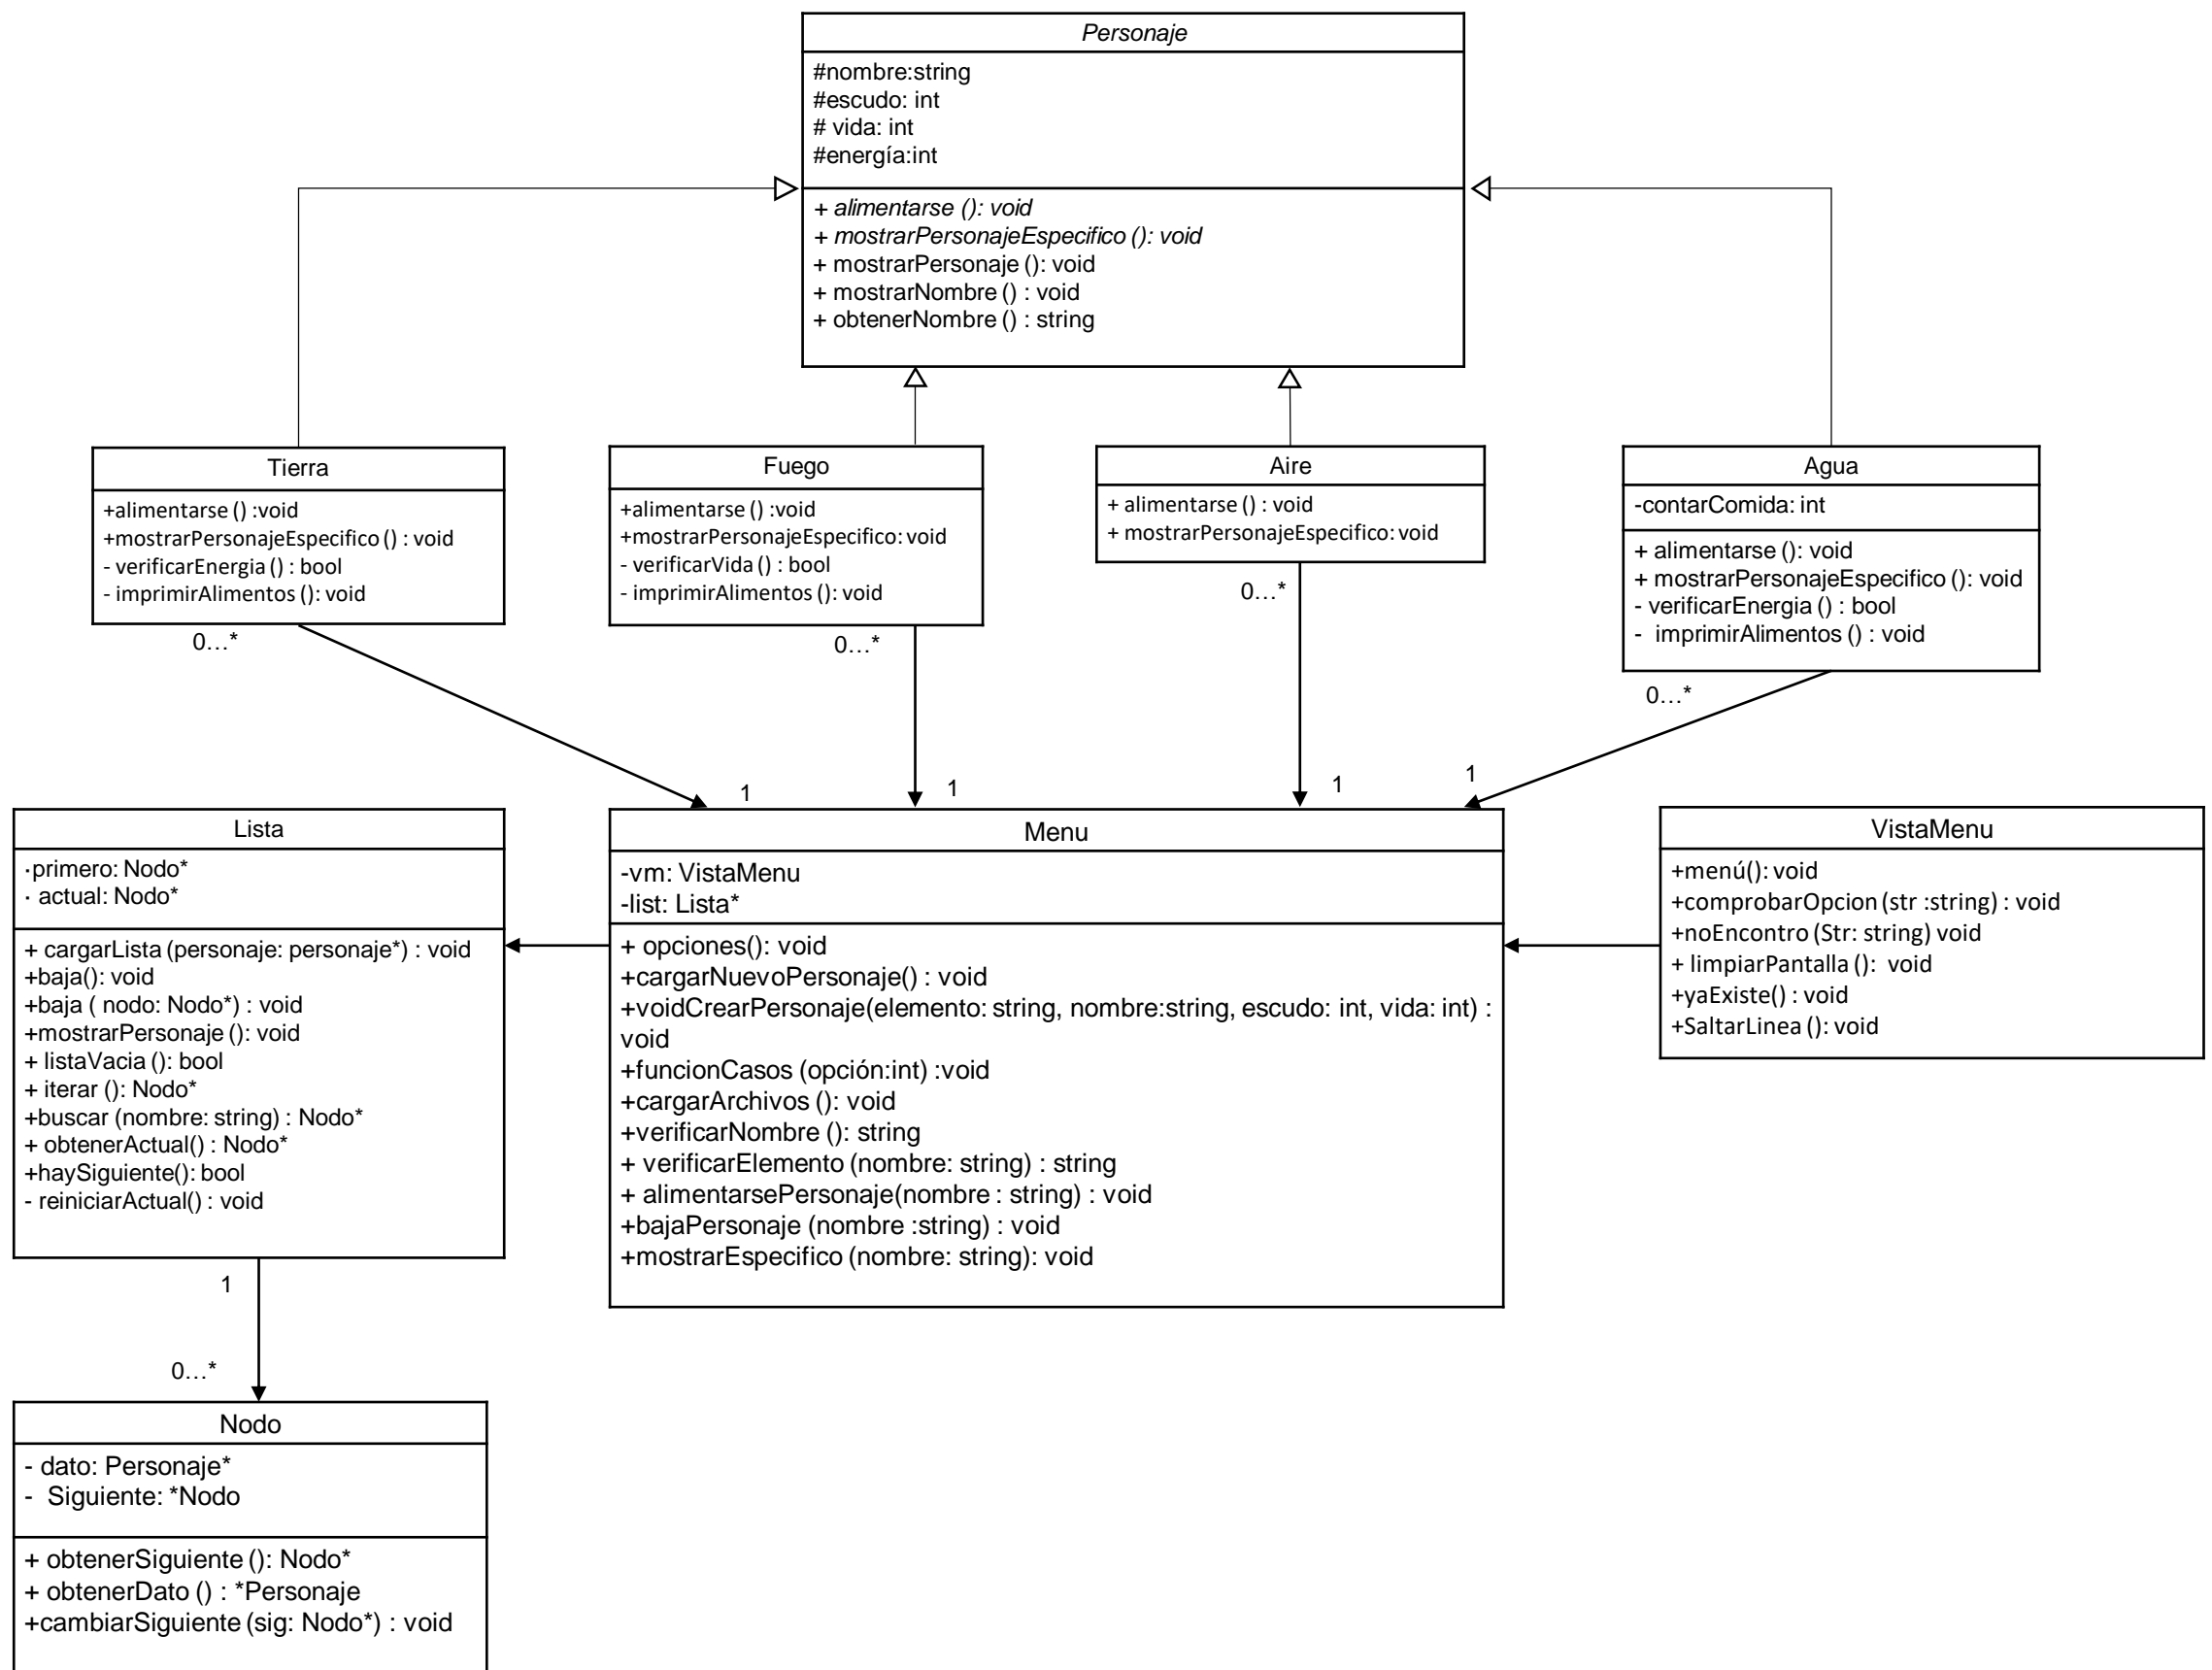 Personaje
#nombre:string
#escudo: int
# vida: int
#energía:int
+ alimentarse (): void
+ mostrarPersonajeEspecifico (): void
+ mostrarPersonaje (): void
+ mostrarNombre () : void
+ obtenerNombre () : string
Tierra
+alimentarse () :void
+mostrarPersonajeEspecifico () : void
- verificarEnergia () : bool
- imprimirAlimentos (): void
0...*
Fuego
+alimentarse () :void
+mostrarPersonajeEspecifico: void
- verificarVida () : bool
- imprimirAlimentos (): void
0...*
Aire
+ alimentarse () : void
+ mostrarPersonajeEspecifico: void
0...*
Agua
-contarComida: int
+ alimentarse (): void
+ mostrarPersonajeEspecifico (): void
- verificarEnergia () : bool
- imprimirAlimentos () : void
0...*
1
1
1
1
Lista
·primero: Nodo*
· actual: Nodo*
+ cargarLista (personaje: personaje*) : void
+baja(): void
+baja ( nodo: Nodo*) : void
+mostrarPersonaje (): void
+ listaVacia (): bool
+ iterar (): Nodo*
+buscar (nombre: string) : Nodo*
+ obtenerActual() : Nodo*
+haySiguiente(): bool
- reiniciarActual() : void
Menu
-vm: VistaMenu
-list: Lista*
+ opciones(): void
+cargarNuevoPersonaje() : void
+voidCrearPersonaje(elemento: string, nombre:string, escudo: int, vida: int) :
void
+funcionCasos (opción:int) :void
+cargarArchivos (): void
+verificarNombre (): string
+ verificarElemento (nombre: string) : string
+ alimentarsePersonaje(nombre : string) : void
+bajaPersonaje (nombre :string) : void
+mostrarEspecifico (nombre: string): void
VistaMenu
+menú(): void
+comprobarOpcion (str :string) : void
+noEncontro (Str: string) void
+ limpiarPantalla (): void
+yaExiste() : void
+SaltarLinea (): void
1
0...*
Nodo
- dato: Personaje*
- Siguiente: *Nodo
+ obtenerSiguiente (): Nodo*
+ obtenerDato () : *Personaje
+cambiarSiguiente (sig: Nodo*) : void